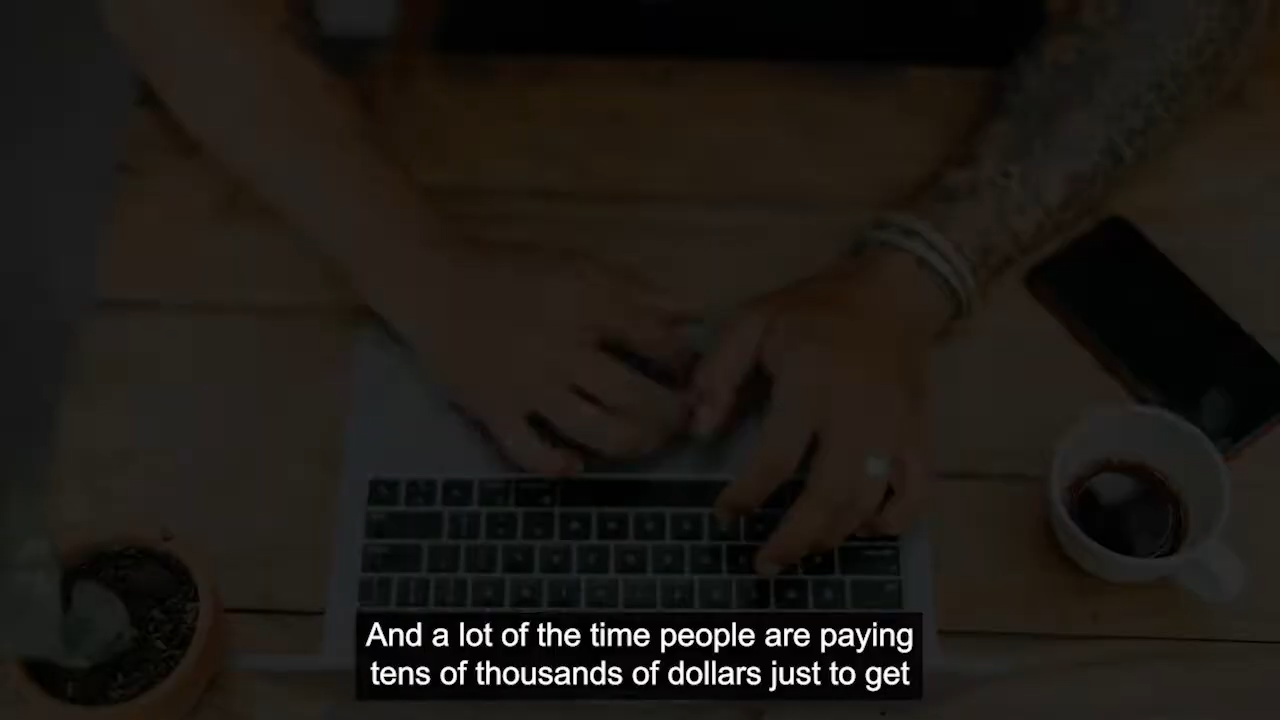 And a lot of the time people are paying
tens of thousands of dollars just to get